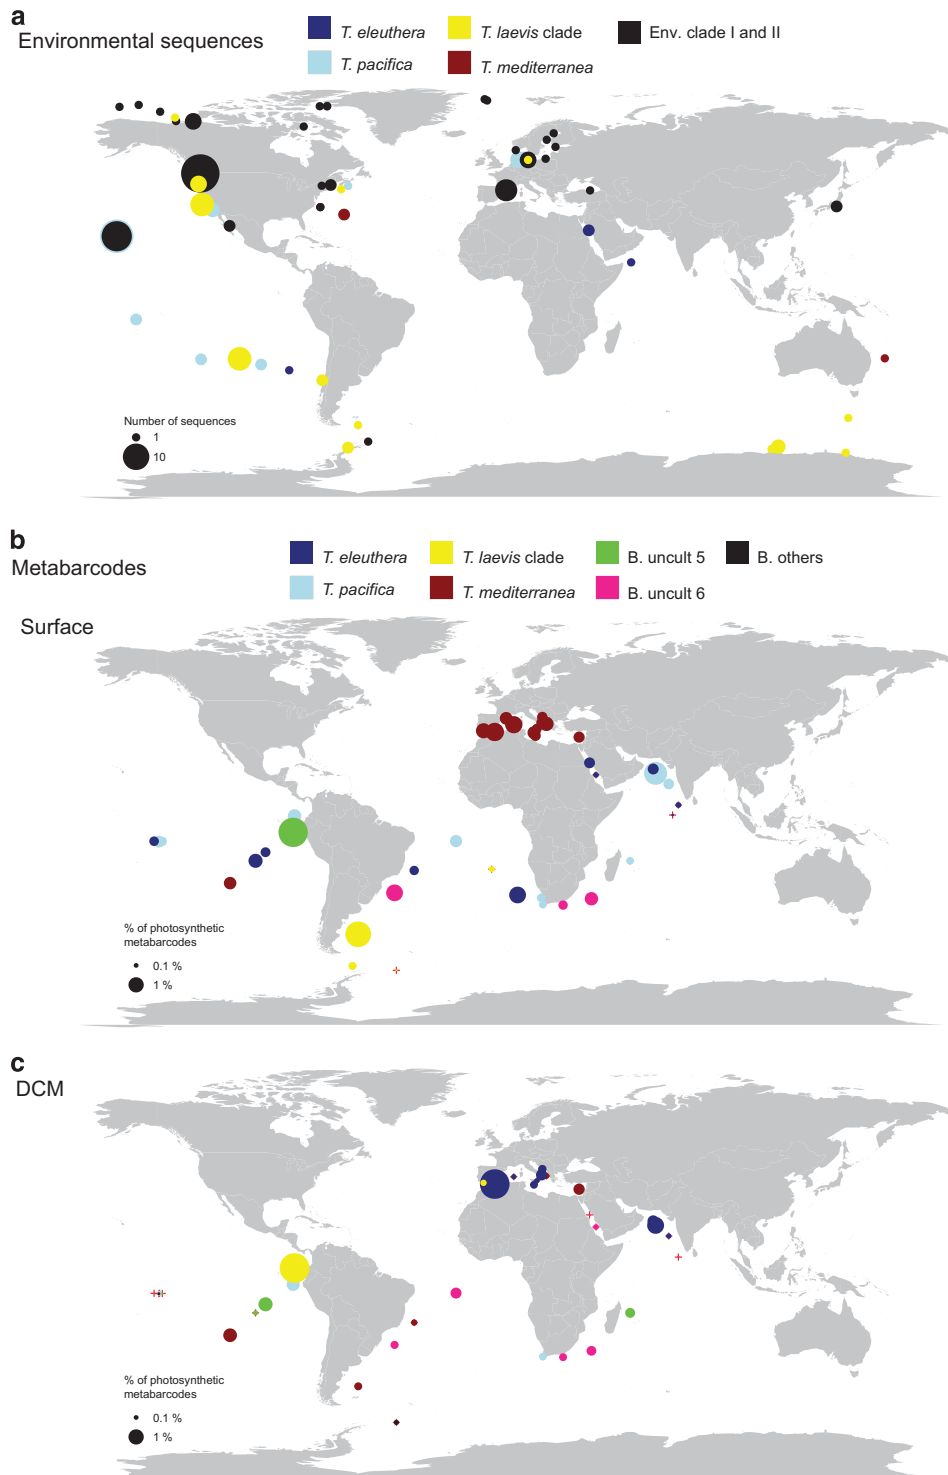 a
Environmental sequences
T. eleuthera
T. laevis clade
Env. clade I and II
T. pacifica
T. mediterranea
Number of sequences
1
10
b
Metabarcodes
T. eleuthera
T. laevis clade
B. uncult 5
B. others
T. pacifica
T. mediterranea
B. uncult 6
Surface
% of photosynthetic
metabarcodes
0.1 %
1 %
c
DCM
% of photosynthetic
metabarcodes
0.1 %
1 %